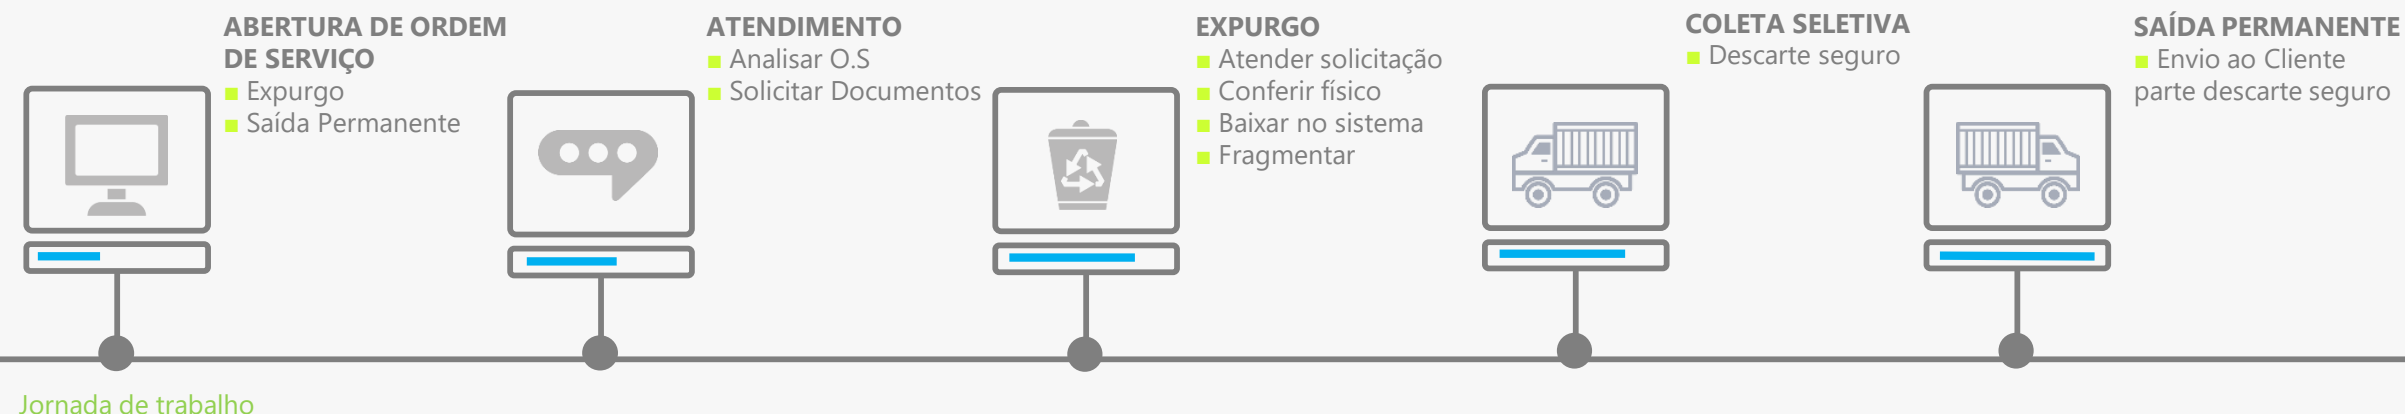 ABERTURA DE ORDEM
DE SERVIÇO
Expurgo
Saída Permanente
ATENDIMENTO
Analisar O.S
Solicitar Documentos
EXPURGO
Atender solicitação
Conferir físico
Baixar no sistema
Fragmentar
COLETA SELETIVA
Descarte seguro
SAÍDA PERMANENTE
Envio ao Cliente
parte descarte seguro
Jornada de trabalho